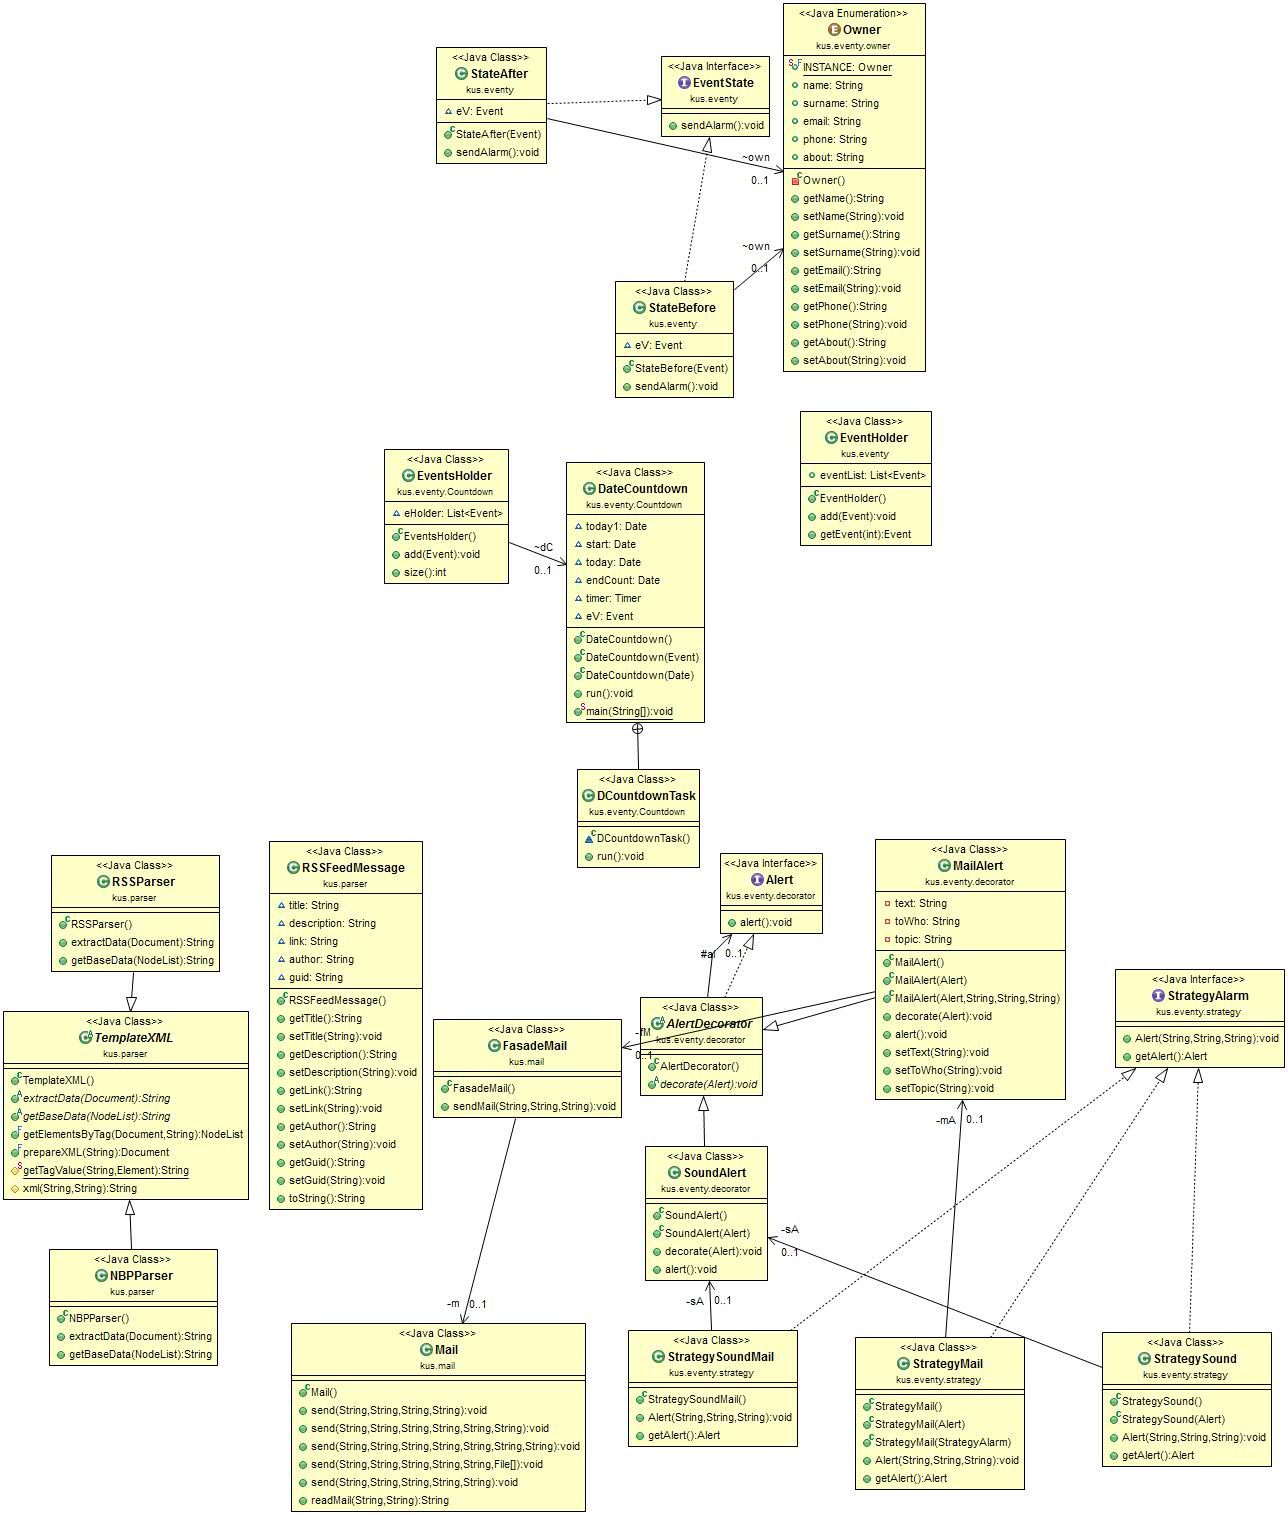 <<Java Enumeration>>
Owner
kus.eventy.owner
INSTANCE: Owner
name: String
surname: String
email: String
phone: String
about: String
Owner()
getName():String
setName(String):void
getSurname():String
setSurname(String):void
getEmail():String
setEmail(String):void
getPhone():String
setPhone(String):void
getAbout():String
setAbout(String):void
<<Java Class>>
StateAfter
kus.eventy
eV: Event
StateAfter(Event)
sendAlarm():void
<<Java Interface>>
EventState
kus.eventy
sendAlarm():void
~own
0..1
~own
0..1
<<Java Class>>
StateBefore
kus.eventy
eV: Event
StateBefore(Event)
sendAlarm():void
<<Java Class>>
EventHolder
kus.eventy
eventList: List<Event>
EventHolder()
add(Event):void
getEvent(int):Event
<<Java Class>>
EventsHolder
kus.eventy.Countdown
eHolder: List<Event>
EventsHolder()
add(Event):void
size():int
~dC
0..1
<<Java Class>>
DateCountdown
kus.eventy.Countdown
today1: Date
start: Date
today: Date
endCount: Date
timer: Timer
eV: Event
DateCountdown()
DateCountdown(Event)
DateCountdown(Date)
run():void
main(String[]):void
<<Java Class>>
DCountdownTask
kus.eventy.Countdown
DCountdownTask()
run():void
<<Java Class>>
RSSParser
kus.parser
RSSParser()
extractData(Document):String
getBaseData(NodeList):String
<<Java Class>>
TemplateXML
kus.parser
TemplateXML()
extractData(Document):String
getBaseData(NodeList):String
getElementsByTag(Document,String):NodeList
prepareXML(String):Document
getTagValue(String,Element):String
xml(String,String):String
<<Java Class>>
NBPParser
kus.parser
NBPParser()
extractData(Document):String
getBaseData(NodeList):String
<<Java Class>>
RSSFeedMessage
kus.parser
title: String
description: String
link: String
author: String
guid: String
RSSFeedMessage()
getTitle():String
setTitle(String):void
getDescription():String
setDescription(String):void
getLink():String
setLink(String):void
getAuthor():String
setAuthor(String):void
getGuid():String
setGuid(String):void
toString():String
<<Java Class>>
FasadeMail
kus.mail
FasadeMail()
sendMail(String,String,String):void
-m
0..1
<<Java Class>>
Mail
kus.mail
Mail()
send(String,String,String,String):void
send(String,String,String,String,String,String):void
send(String,String,String,String,String,String,String):void
send(String,String,String,String,String,File[]):void
send(String,String,String,String,String):void
readMail(String,String):String
<<Java Interface>>
Alert
kus.eventy.decorator
alert():void
#al
0..1
<<Java Class>>
AlertDecorator
kus.eventy.decorator
AlertDecorator()
decorate(Alert):void
-fM
0..1
<<Java Class>>
MailAlert
kus.eventy.decorator
text: String
toWho: String
topic: String
MailAlert()
MailAlert(Alert)
MailAlert(Alert,String,String,String)
decorate(Alert):void
alert():void
setText(String):void
setToWho(String):void
setTopic(String):void
-mA
0..1
<<Java Interface>>
StrategyAlarm
kus.eventy.strategy
Alert(String,String,String):void
getAlert():Alert
<<Java Class>>
SoundAlert
kus.eventy.decorator
SoundAlert()
SoundAlert(Alert)
decorate(Alert):void
alert():void
-sA
0..1
-sA
0..1
<<Java Class>>
StrategySoundMail
kus.eventy.strategy
StrategySoundMail()
Alert(String,String,String):void
getAlert():Alert
<<Java Class>>
StrategyMail
kus.eventy.strategy
StrategyMail()
StrategyMail(Alert)
StrategyMail(StrategyAlarm)
Alert(String,String,String):void
getAlert():Alert
<<Java Class>>
StrategySound
kus.eventy.strategy
StrategySound()
StrategySound(Alert)
Alert(String,String,String):void
getAlert():Alert